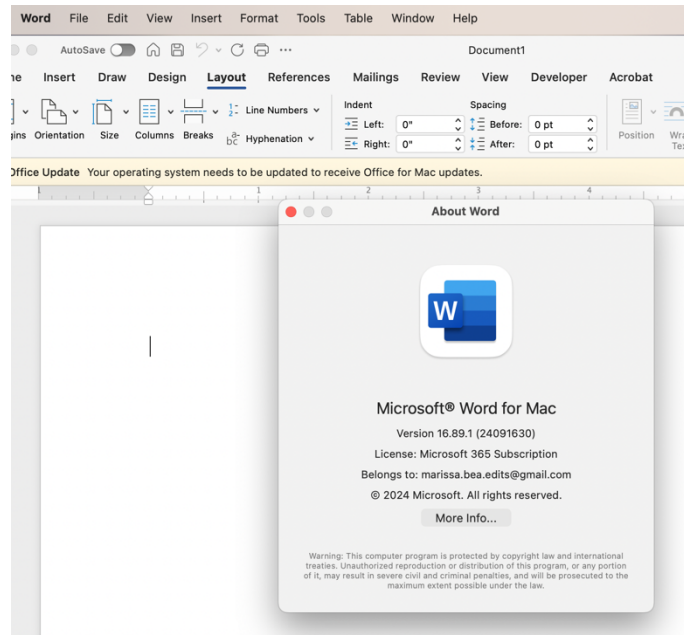 Word File Edit View Insert Format Tools Table Window Help
AutoSave Document1
Insert Draw Design Layout References Mailings Review View Developer Acrobat
Indent Spacing
Line Numbers Left: 0" Before: 0 pt
Orientation Size Columns Breaks Hyphenation Right: 0" After: 0 pt Position
Office Update Your operating system needs to be updated to receive Office for Mac updates.
1 1 2 3 4
About Word
W
Microsoft® Word for Mac
Version 16.89.1 (24091630)
License: Microsoft 365 Subscription
Belongs to: marissa.bea.edits@gmail.com
© 2024 Microsoft. All rights reserved.
More Info...
Warning: This computer program is protected by copyright law and international
treaties. Unauthorized reproduction or distribution of this program, or any portion
of it, may result in severe civil and criminal penalties, and will be prosecuted to the
maximum extent possible under the law.